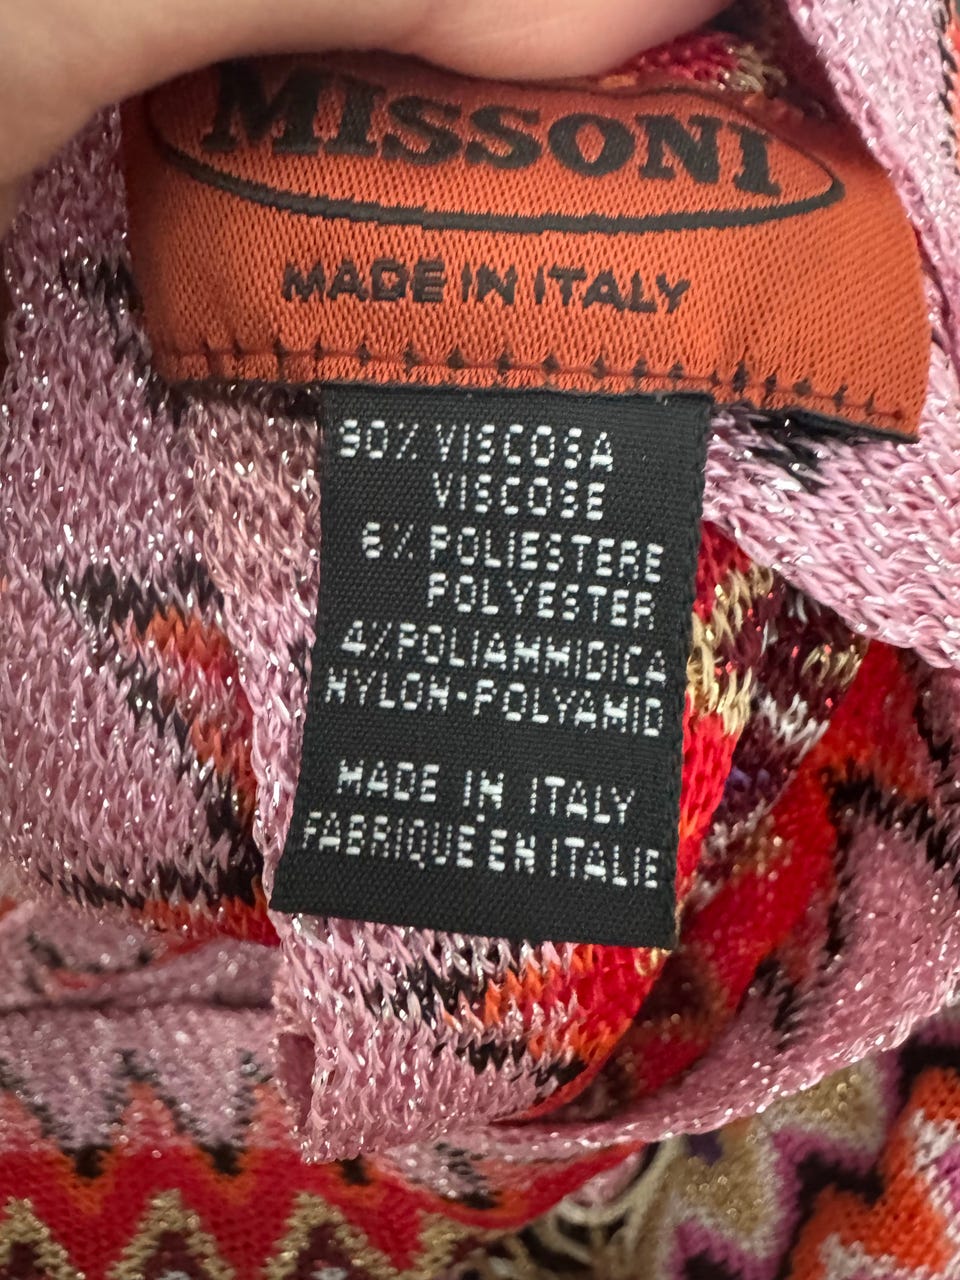 MISSONI
MADE IN ITALY
90% VISCOSA
VISCOSE
6% POLIESTERE
POLYESTER
4% POLIAMMIDICA
NYLON-POLYAMID
MADE IN ITALY
FABRIQUE EN ITALIE